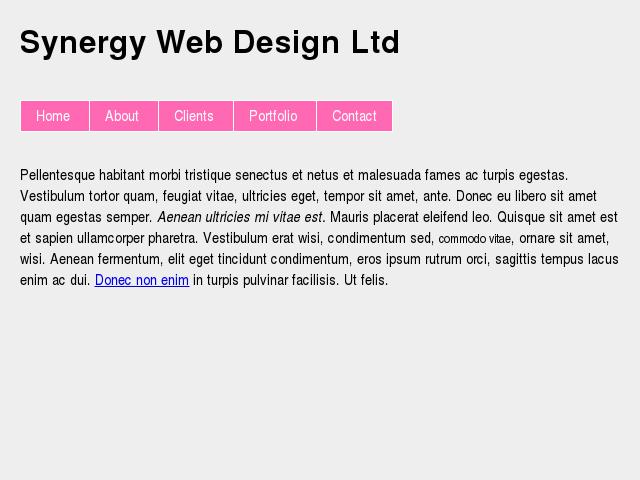 Synergy Web Design Ltd
Home About Clients Portfolio Contact
Pellentesque habitant morbi tristique senectus et netus et malesuada fames ac turpis egestas.
Vestibulum tortor quam, feugiat vitae, ultricies eget, tempor sit amet, ante. Donec eu libero sit amet
quam egestas semper. Aenean ultricies mi vitae est. Mauris placerat eleifend leo. Quisque sit amet est
et sapien ullamcorper pharetra. Vestibulum erat wisi, condimentum sed, commodo vitae, ornare sit amet,
wisi. Aenean fermentum, elit eget tincidunt condimentum, eros ipsum rutrum orci, sagittis tempus lacus
enim ac dui. Donec non enim in turpis pulvinar facilisis. Ut felis.